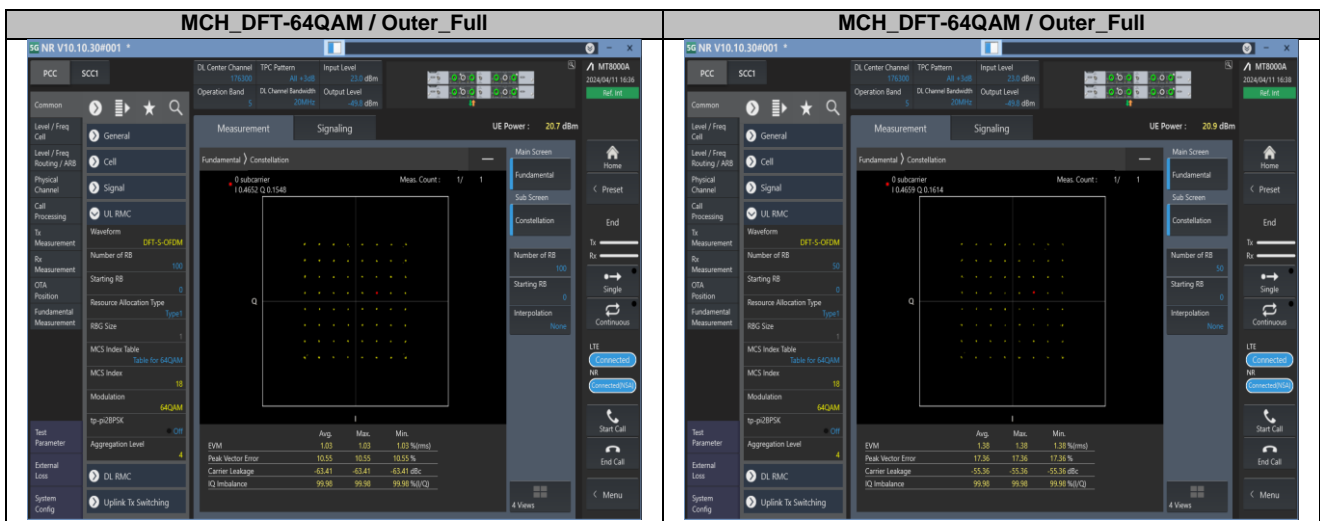 MCH_DFT-64QAM / Outer_Full
5G NR V10.10.30#001 *
PCC SCC1
DL Center Channel TPC Pattern Input Level
176300 All +3dB 23.0 dBm
Operation Band DL Channel Bandwidth Output Level
5 20MHz -49.8 dBm
MT8000A
2024/04/11 16:36
Ref. Int
Common
Level / Freq
Cell
Level / Freq
Routing / ARB
Physical
Channel
Call
Processing
Tx
Measurement
Rx
Measurement
OTA
Position
Fundamental
Measurement
Test
Parameter
External
Loss
System
Config
General
Cell
Signal
UL RMC
Waveform
DFT-S-OFDM
Number of RB
100
Starting RB
0
Resource Allocation Type
Type1
RBG Size
1
MCS Index Table
Table for 64QAM
MCS Index
18
Modulation
64QAM
tp-pi2BPSK
Off
Aggregation Level
4
DL RMC
Uplink Tx Switching
Measurement Signaling
UE Power : 20.7 dBm
Fundamental ⟩ Constellation
0 subcarrier Meas. Count : 1/ 1
I 0.4652 Q 0.1548
Q
I
Avg. Max. Min.
EVM 1.03 1.03 1.03 %(rms)
Peak Vector Error 10.55 10.55 10.55 %
Carrier Leakage -63.41 -63.41 -63.41 dBc
IQ Imbalance 99.98 99.98 99.98 %(I/Q)
Main Screen
Fundamental
Sub Screen
Constellation
Number of RB
100
Starting RB
0
Interpolation
None
4 Views
Home
Preset
End
Tx
Rx
Single
Continuous
LTE
Connected
NR
Connected(NSA)
Start Call
End Call
Menu
MCH_DFT-64QAM / Outer_Full
5G NR V10.10.30#001 *
PCC SCC1
DL Center Channel TPC Pattern Input Level
176300 All +3dB 23.0 dBm
Operation Band DL Channel Bandwidth Output Level
5 20MHz -49.8 dBm
MT8000A
2024/04/11 16:38
Ref. Int
Common
Level / Freq
Cell
Level / Freq
Routing / ARB
Physical
Channel
Call
Processing
Tx
Measurement
Rx
Measurement
OTA
Position
Fundamental
Measurement
Test
Parameter
External
Loss
System
Config
General
Cell
Signal
UL RMC
Waveform
DFT-S-OFDM
Number of RB
50
Starting RB
0
Resource Allocation Type
Type1
RBG Size
1
MCS Index Table
Table for 64QAM
MCS Index
18
Modulation
64QAM
tp-pi2BPSK
Off
Aggregation Level
4
DL RMC
Uplink Tx Switching
Measurement Signaling
UE Power : 20.9 dBm
Fundamental ⟩ Constellation
0 subcarrier Meas. Count : 1/ 1
I 0.4659 Q 0.1614
Q
I
Avg. Max. Min.
EVM 1.38 1.38 1.38 %(rms)
Peak Vector Error 17.36 17.36 17.36 %
Carrier Leakage -55.36 -55.36 -55.36 dBc
IQ Imbalance 99.98 99.98 99.98 %(I/Q)
Main Screen
Fundamental
Sub Screen
Constellation
Number of RB
50
Starting RB
0
Interpolation
None
4 Views
Home
Preset
End
Tx
Rx
Single
Continuous
LTE
Connected
NR
Connected(NSA)
Start Call
End Call
Menu